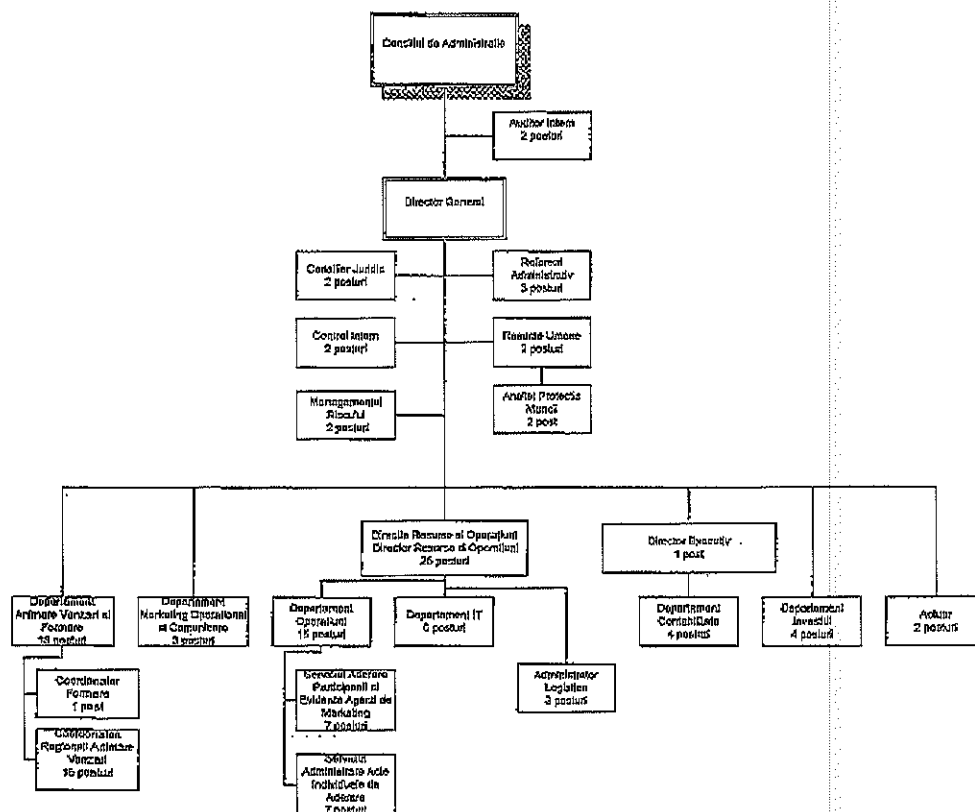 Consiliul de Administratie
Auditor Intern
2 posturi
Director General
Consilier Juridic
2 posturi
Referent
Administrativ
3 posturi
Control Intern
2 posturi
Resurse Umane
2 posturi
Managementul
Riscului
2 posturi
Protectia
Muncii
2 post
Directia Resurse si Operatiuni
Director Resurse si Operatiuni
25 posturi
Director Executiv
1 post
Departament
Animare Vanzari si
Formare
posturi
Departament
Marketing Operational
si Comunicare
3 posturi
Departament
Operatiuni
15 posturi
Departament IT
6 posturi
Departament
Contabilitate
4 posturi
Departament
Investitii
4 posturi
Actuar
2 posturi
Coordonator
Formare
1 post
Coordonatori
Regionali Animare
Vanzari
posturi
Serviciul Aderare
Participanti si
Evidenta Agenti de
Marketing
7 posturi
Administrator
Logistica
3 posturi
Serviciul
Administrare Acte
Individuale de
Aderare
7 posturi